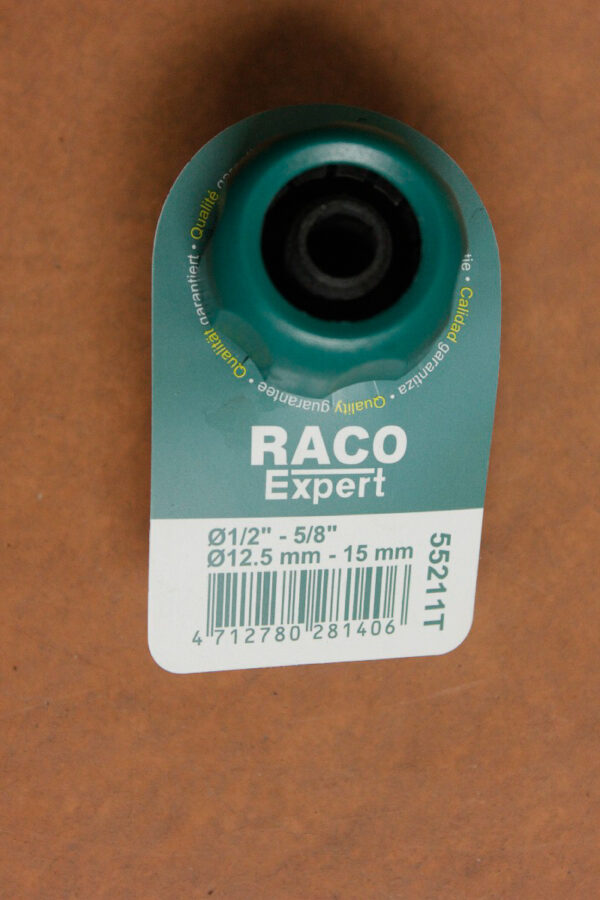 Qualité
garantiert •
Qualität
Quality guarantee •
• Calidad garantiza
tie
RACO
Expert
Ø1/2" - 5/8"
Ø12.5 mm - 15 mm
55211T
4 712780 281406